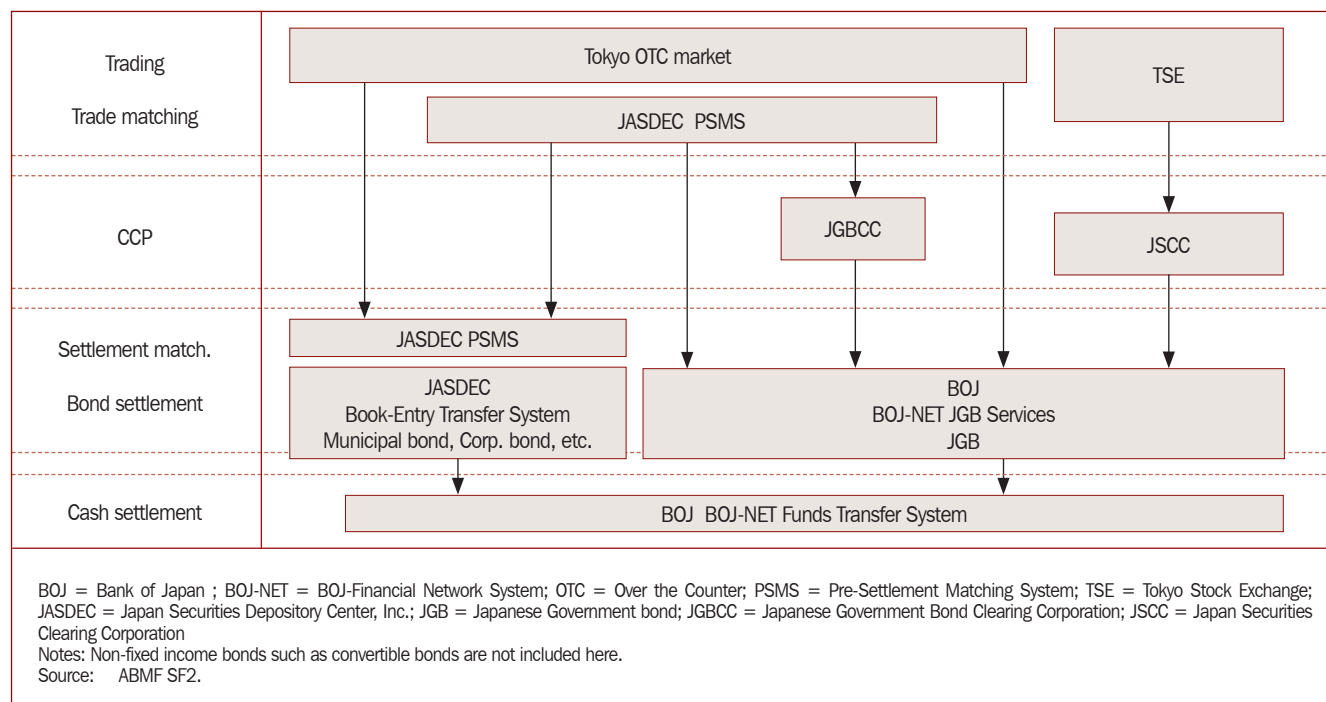 Trading
Tokyo OTC market
TSE
Trade matching
JASDEC PSMS
CCP
JGBCC
JSCC
Settlement match.
JASDEC PSMS
Bond settlement
JASDEC
Book-Entry Transfer System
Municipal bond, Corp. bond, etc.
BOJ
BOJ-NET JGB Services
JGB
Cash settlement
BOJ BOJ-NET Funds Transfer System
BOJ = Bank of Japan ; BOJ-NET = BOJ-Financial Network System; OTC = Over the Counter; PSMS = Pre-Settlement Matching System; TSE = Tokyo Stock Exchange;
JASDEC = Japan Securities Depository Center, Inc.; JGB = Japanese Government bond; JGBCC = Japanese Government Bond Clearing Corporation; JSCC = Japan Securities
Clearing Corporation
Notes: Non-fixed income bonds such as convertible bonds are not included here.
Source: ABMF SF2.